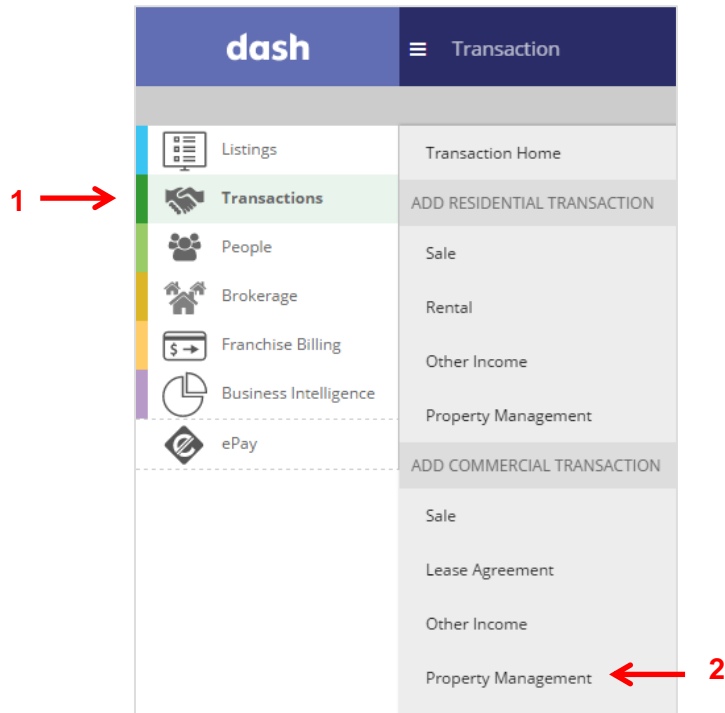 dash
Transaction
Listings
1
Transactions
People
Brokerage
$
Franchise Billing
Business Intelligence
ePay
Transaction Home
ADD RESIDENTIAL TRANSACTION
Sale
Rental
Other Income
Property Management
ADD COMMERCIAL TRANSACTION
Sale
Lease Agreement
Other Income
Property Management
2